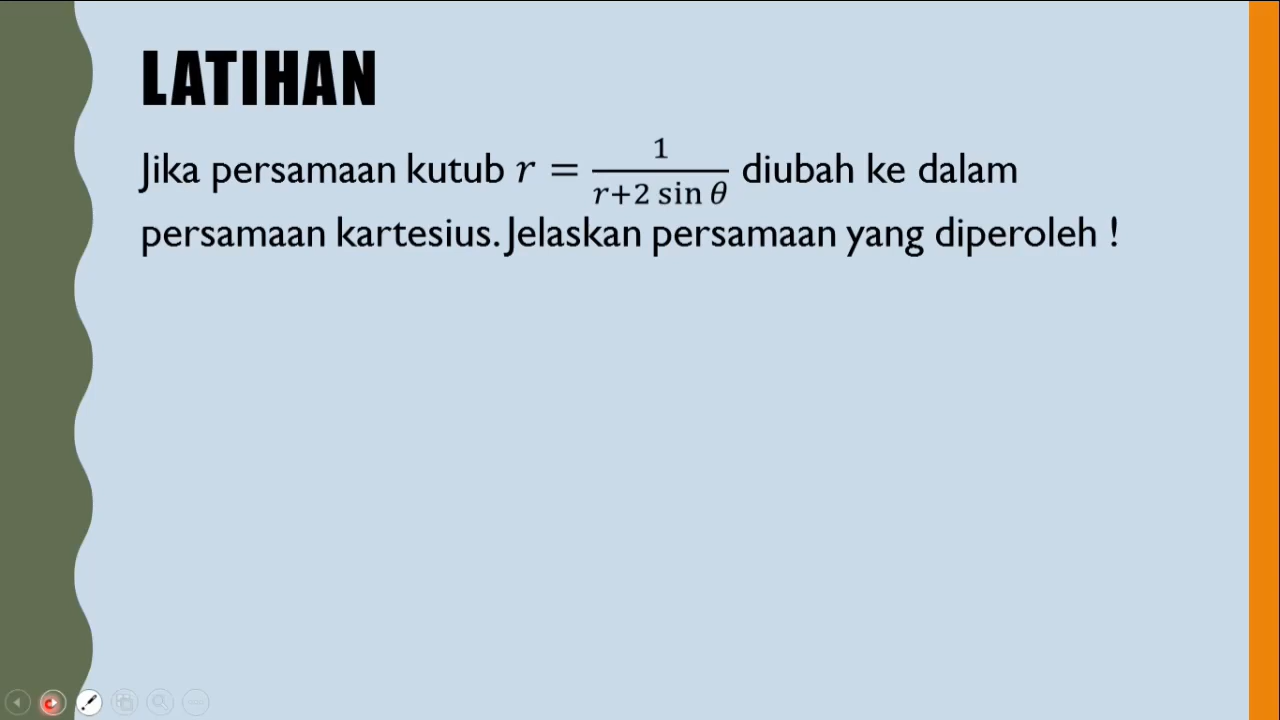 LATIHAN
Jika persamaan kutub r = 1/(r+2 sin θ) diubah ke dalam
persamaan kartesius. Jelaskan persamaan yang diperoleh !